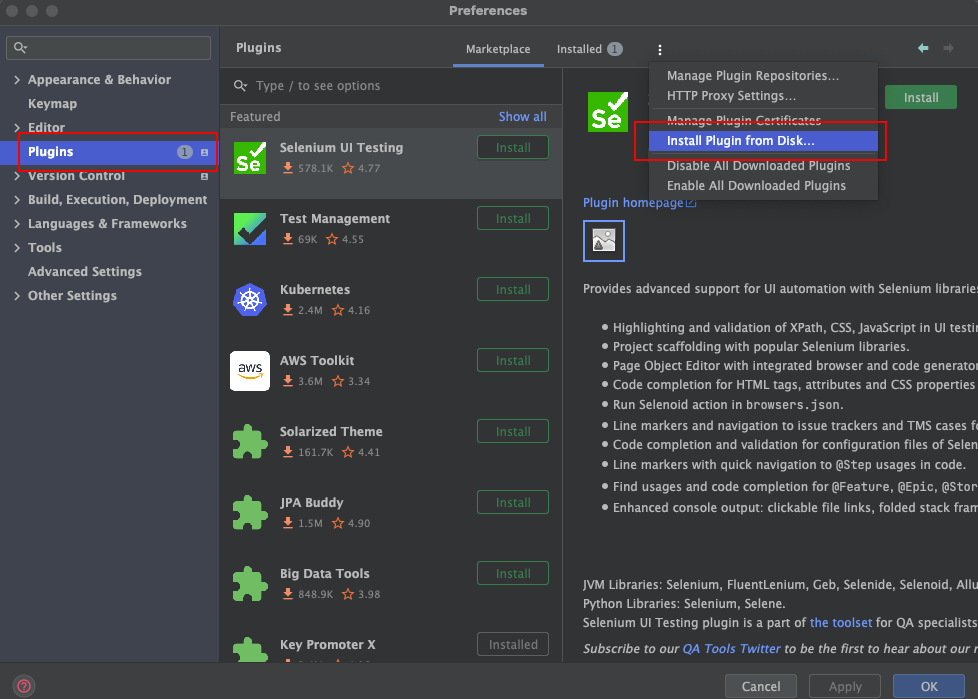 Preferences
Plugins
Marketplace
Installed 1
Appearance & Behavior
Keymap
Editor
Plugins 1
Version Control
Build, Execution, Deployment
Languages & Frameworks
Tools
Advanced Settings
Other Settings
Type / to see options
Featured
Show all
Se
Selenium UI Testing
578.1K 4.77
Install
Test Management
69K 4.55
Install
Kubernetes
2.4M 4.16
Install
aws
AWS Toolkit
3.6M 3.34
Install
Solarized Theme
161.7K 4.41
Install
JPA Buddy
1.5M 4.90
Install
Big Data Tools
848.9K 3.98
Install
Key Promoter X
Installed
Manage Plugin Repositories...
HTTP Proxy Settings...
Manage Plugin Certificates
Install Plugin from Disk...
Disable All Downloaded Plugins
Enable All Downloaded Plugins
Se
Install
Plugin homepage
Provides advanced support for UI automation with Selenium libraries
Highlighting and validation of XPath, CSS, JavaScript in UI testin
Project scaffolding with popular Selenium libraries.
Page Object Editor with integrated browser and code generator
Code completion for HTML tags, attributes and CSS properties
Run Selenoid action in browsers.json.
Line markers and navigation to issue trackers and TMS cases fo
Code completion and validation for configuration files of Selen
Line markers with quick navigation to @Step usages in code.
Find usages and code completion for @Feature, @Epic, @Stor
Enhanced console output: clickable file links, folded stack fram
JVM Libraries: Selenium, FluentLenium, Geb, Selenide, Selenoid, Allu
Python Libraries: Selenium, Selene.
Selenium UI Testing plugin is a part of the toolset for QA specialists
Subscribe to our QA Tools Twitter to be the first to hear about our n
?
Cancel
Apply
OK